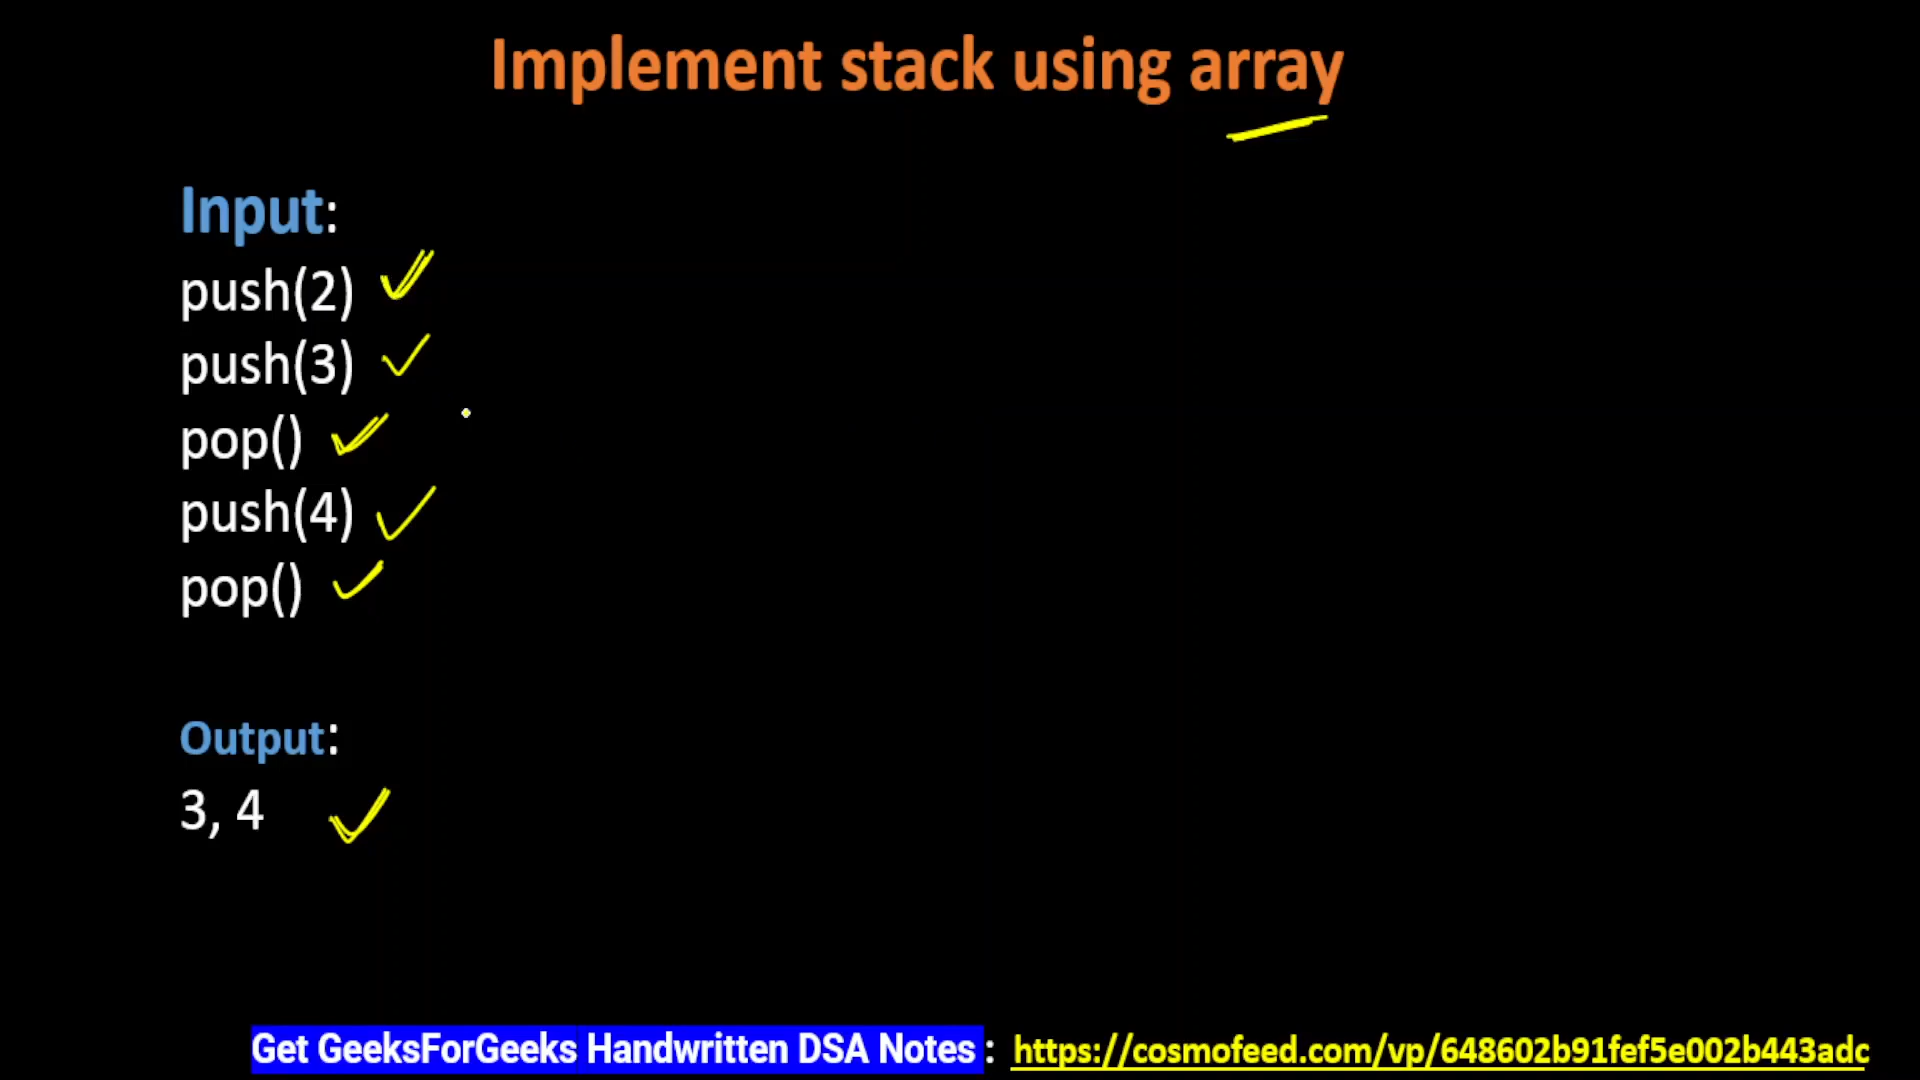 Implement stack using array
Input:
push(2)
push(3)
pop()
push(4)
pop()
Output:
3, 4
Get GeeksForGeeks Handwritten DSA Notes : https://cosmofeed.com/vp/648602b91fef5e002b443adc